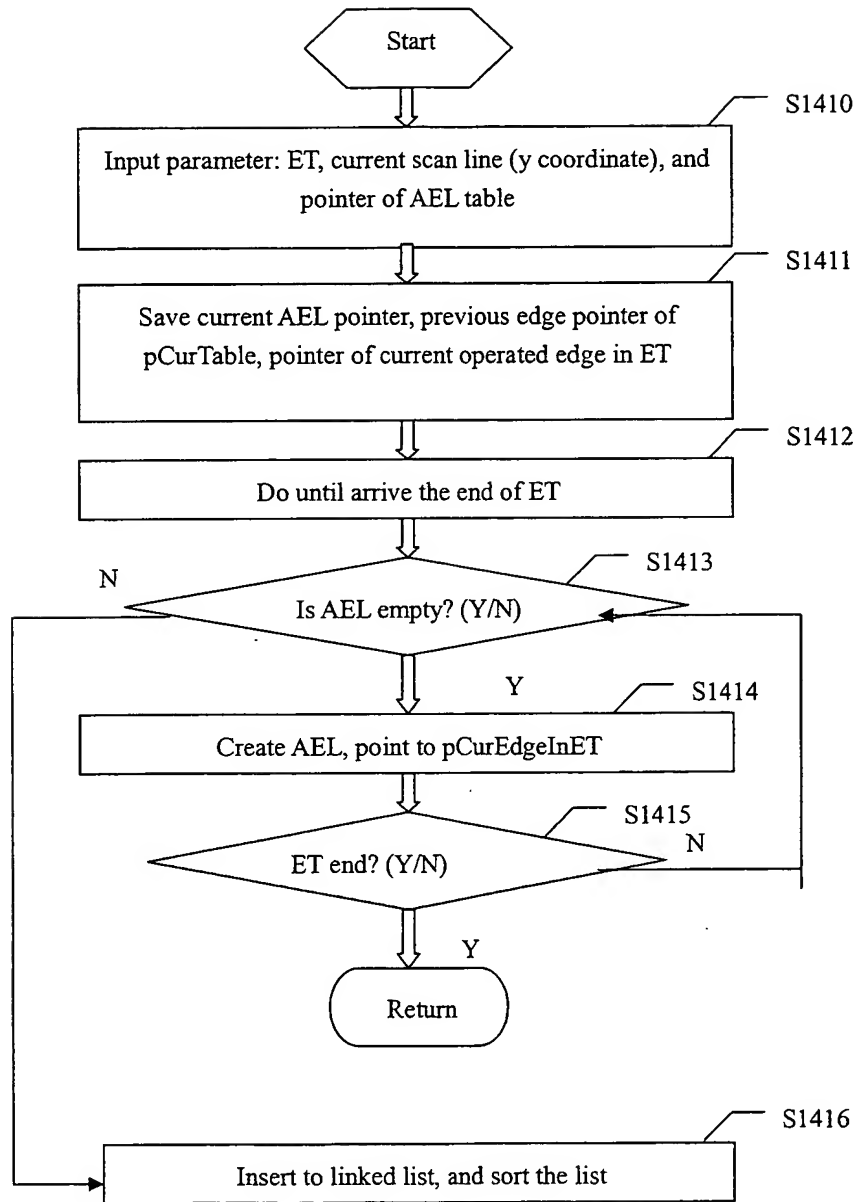 Start
S1410
Input parameter: ET, current scan line (y coordinate), and
pointer of AEL table
S1411
Save current AEL pointer, previous edge pointer of
pCurTable, pointer of current operated edge in ET
S1412
Do until arrive the end of ET
S1413
N
Is AEL empty? (Y/N)
Y
S1414
Create AEL, point to pCurEdgeInET
S1415
N
ET end? (Y/N)
Y
Return
S1416
Insert to linked list, and sort the list